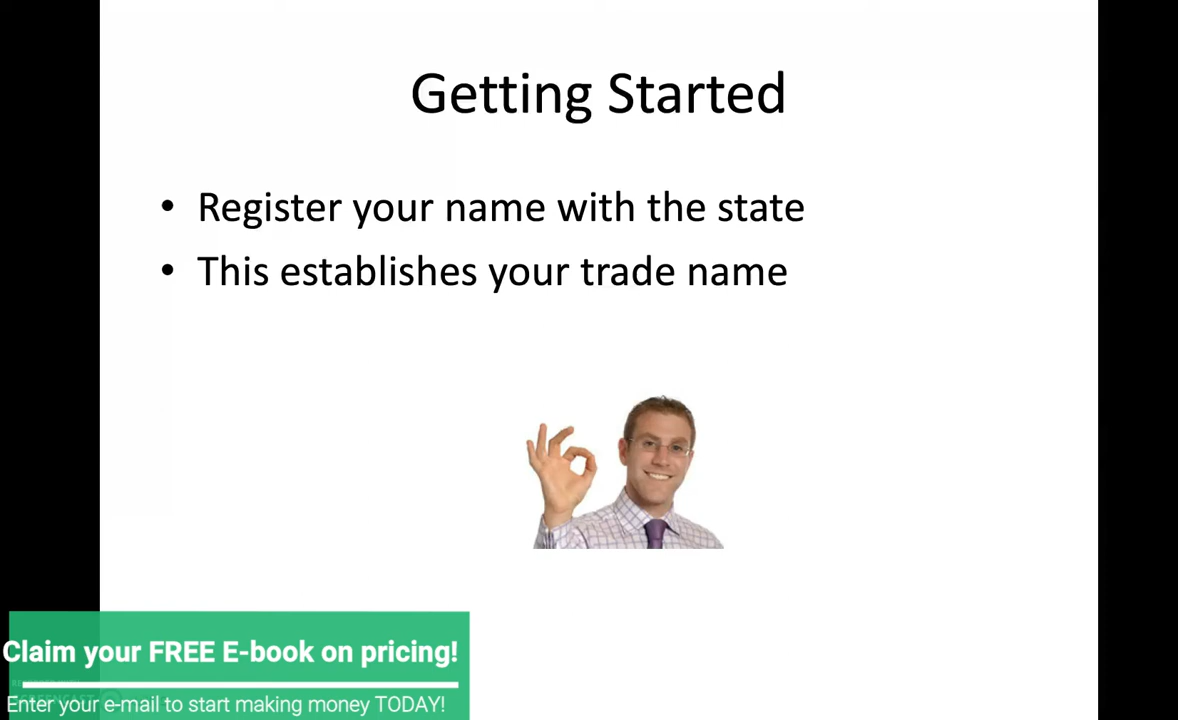 Getting Started
• Register your name with the state
• This establishes your trade name
Claim your FREE E-book on pricing!
Enter your e-mail to start making money TODAY!